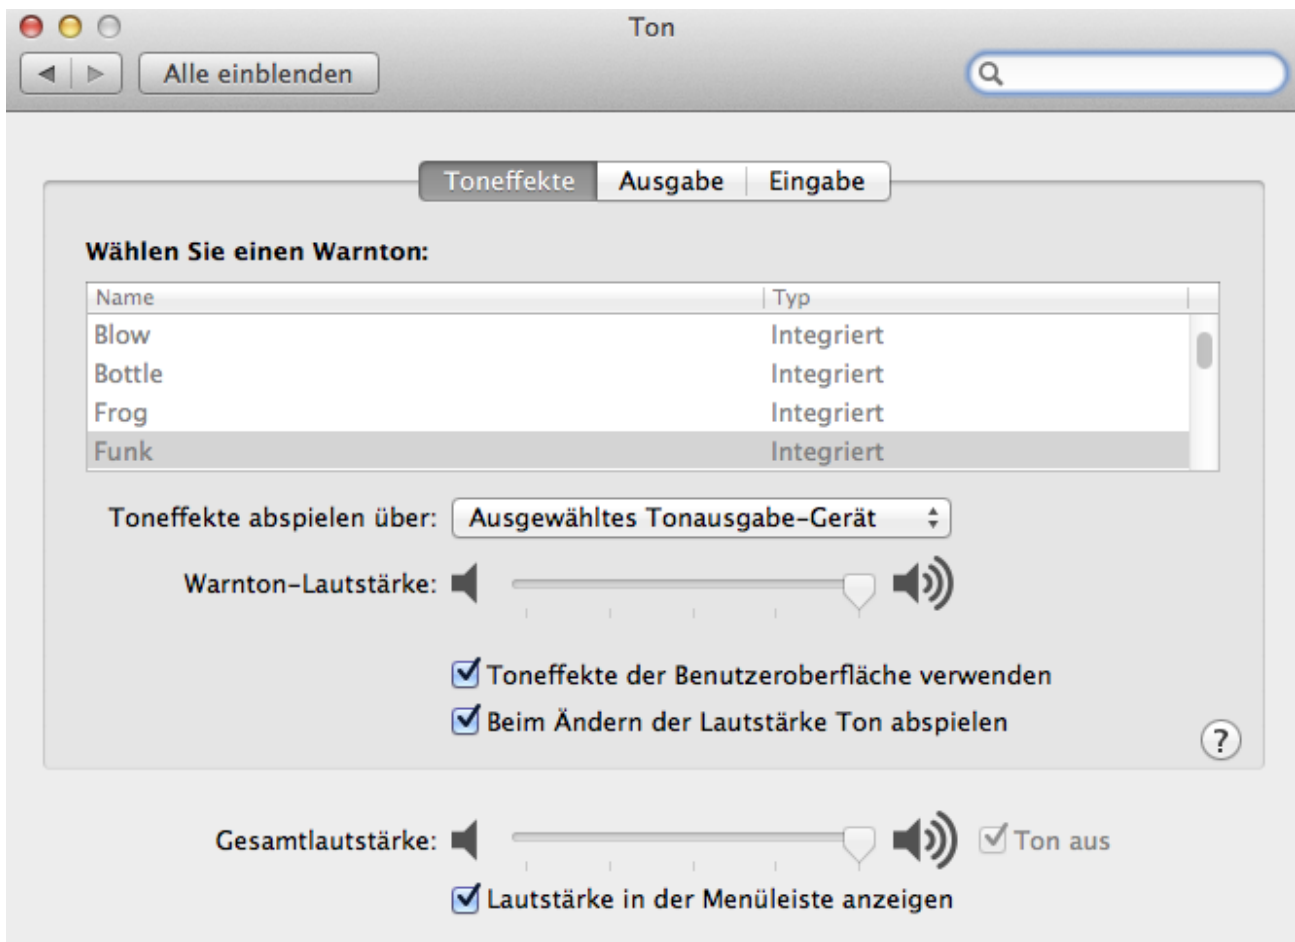 Ton
Alle einblenden
Toneffekte Ausgabe Eingabe
Wählen Sie einen Warnton:
Name Typ
Blow Integriert
Bottle Integriert
Frog Integriert
Funk Integriert
Toneffekte abspielen über: Ausgewähltes Tonausgabe-Gerät
Warnton-Lautstärke:
Toneffekte der Benutzeroberfläche verwenden
Beim Ändern der Lautstärke Ton abspielen
?
Gesamtlautstärke: Ton aus
Lautstärke in der Menüleiste anzeigen